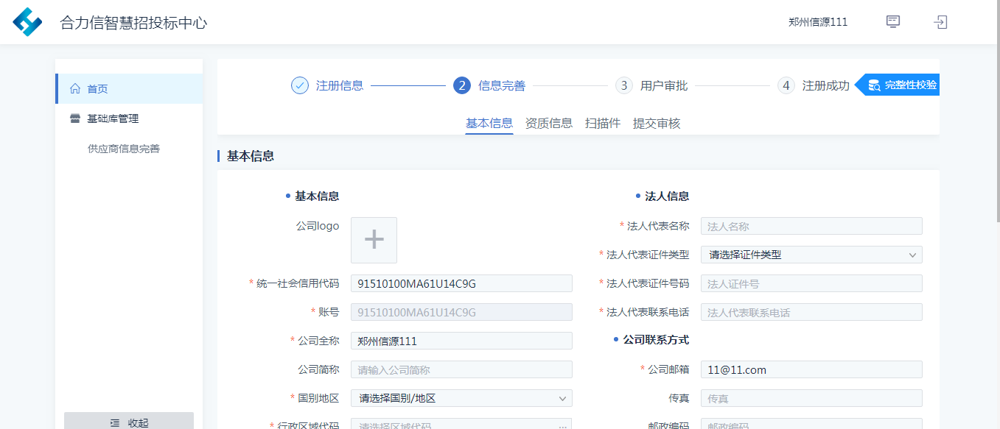 合力信智慧招投标中心
郑州信源111
首页
基础库管理
供应商信息完善
收起
注册信息
2 信息完善
3 用户审批
4 注册成功
完整性校验
基本信息 资质信息 扫描件 提交审核
基本信息
基本信息
公司logo
* 统一社会信用代码 91510100MA61U14C9G
* 账号 91510100MA61U14C9G
* 公司全称 郑州信源111
公司简称 请输入公司简称
* 国别地区 请选择国别/地区
* 行政区域代码 请选择区域代码 ...
法人信息
* 法人代表名称 法人名称
* 法人代表证件类型 请选择证件类型
* 法人代表证件号码 法人证件号
* 法人代表联系电话 法人代表联系电话
公司联系方式
* 公司邮箱 11@11.com
传真 传真
邮政编码 邮政编码